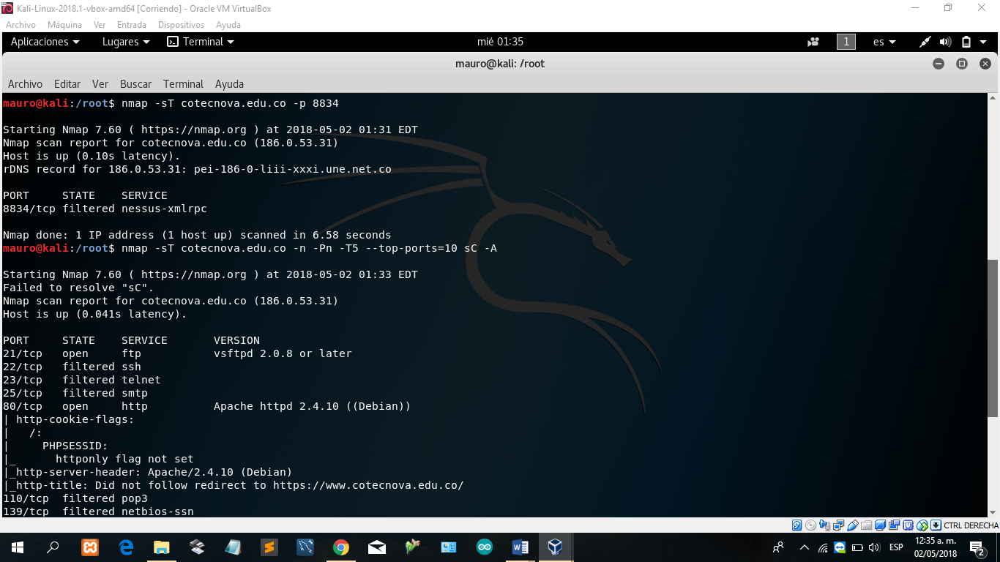 Kali-Linux-2018.1-vbox-amd64 [Corriendo] - Oracle VM VirtualBox
Archivo Máquina Ver Entrada Dispositivos Ayuda
Aplicaciones Lugares Terminal mié 01:35 1 es
mauro@kali: /root
Archivo Editar Ver Buscar Terminal Ayuda
mauro@kali:/root$ nmap -sT cotecnova.edu.co -p 8834
Starting Nmap 7.60 ( https://nmap.org ) at 2018-05-02 01:31 EDT
Nmap scan report for cotecnova.edu.co (186.0.53.31)
Host is up (0.10s latency).
rDNS record for 186.0.53.31: pei-186-0-liii-xxxi.une.net.co
PORT     STATE    SERVICE
8834/tcp filtered nessus-xmlrpc
Nmap done: 1 IP address (1 host up) scanned in 6.58 seconds
mauro@kali:/root$ nmap -sT cotecnova.edu.co -n -Pn -T5 --top-ports=10 sC -A
Starting Nmap 7.60 ( https://nmap.org ) at 2018-05-02 01:33 EDT
Failed to resolve "sC".
Nmap scan report for cotecnova.edu.co (186.0.53.31)
Host is up (0.041s latency).
PORT     STATE    SERVICE       VERSION
21/tcp   open     ftp           vsftpd 2.0.8 or later
22/tcp   filtered ssh
23/tcp   filtered telnet
25/tcp   filtered smtp
80/tcp   open     http          Apache httpd 2.4.10 ((Debian))
| http-cookie-flags:
|   /:
|     PHPSESSID:
|_      httponly flag not set
|_http-server-header: Apache/2.4.10 (Debian)
|_http-title: Did not follow redirect to https://www.cotecnova.edu.co/
110/tcp  filtered pop3
139/tcp  filtered netbios-ssn
CTRL DERECHA
ESP
12:35 a. m.
02/05/2018
2